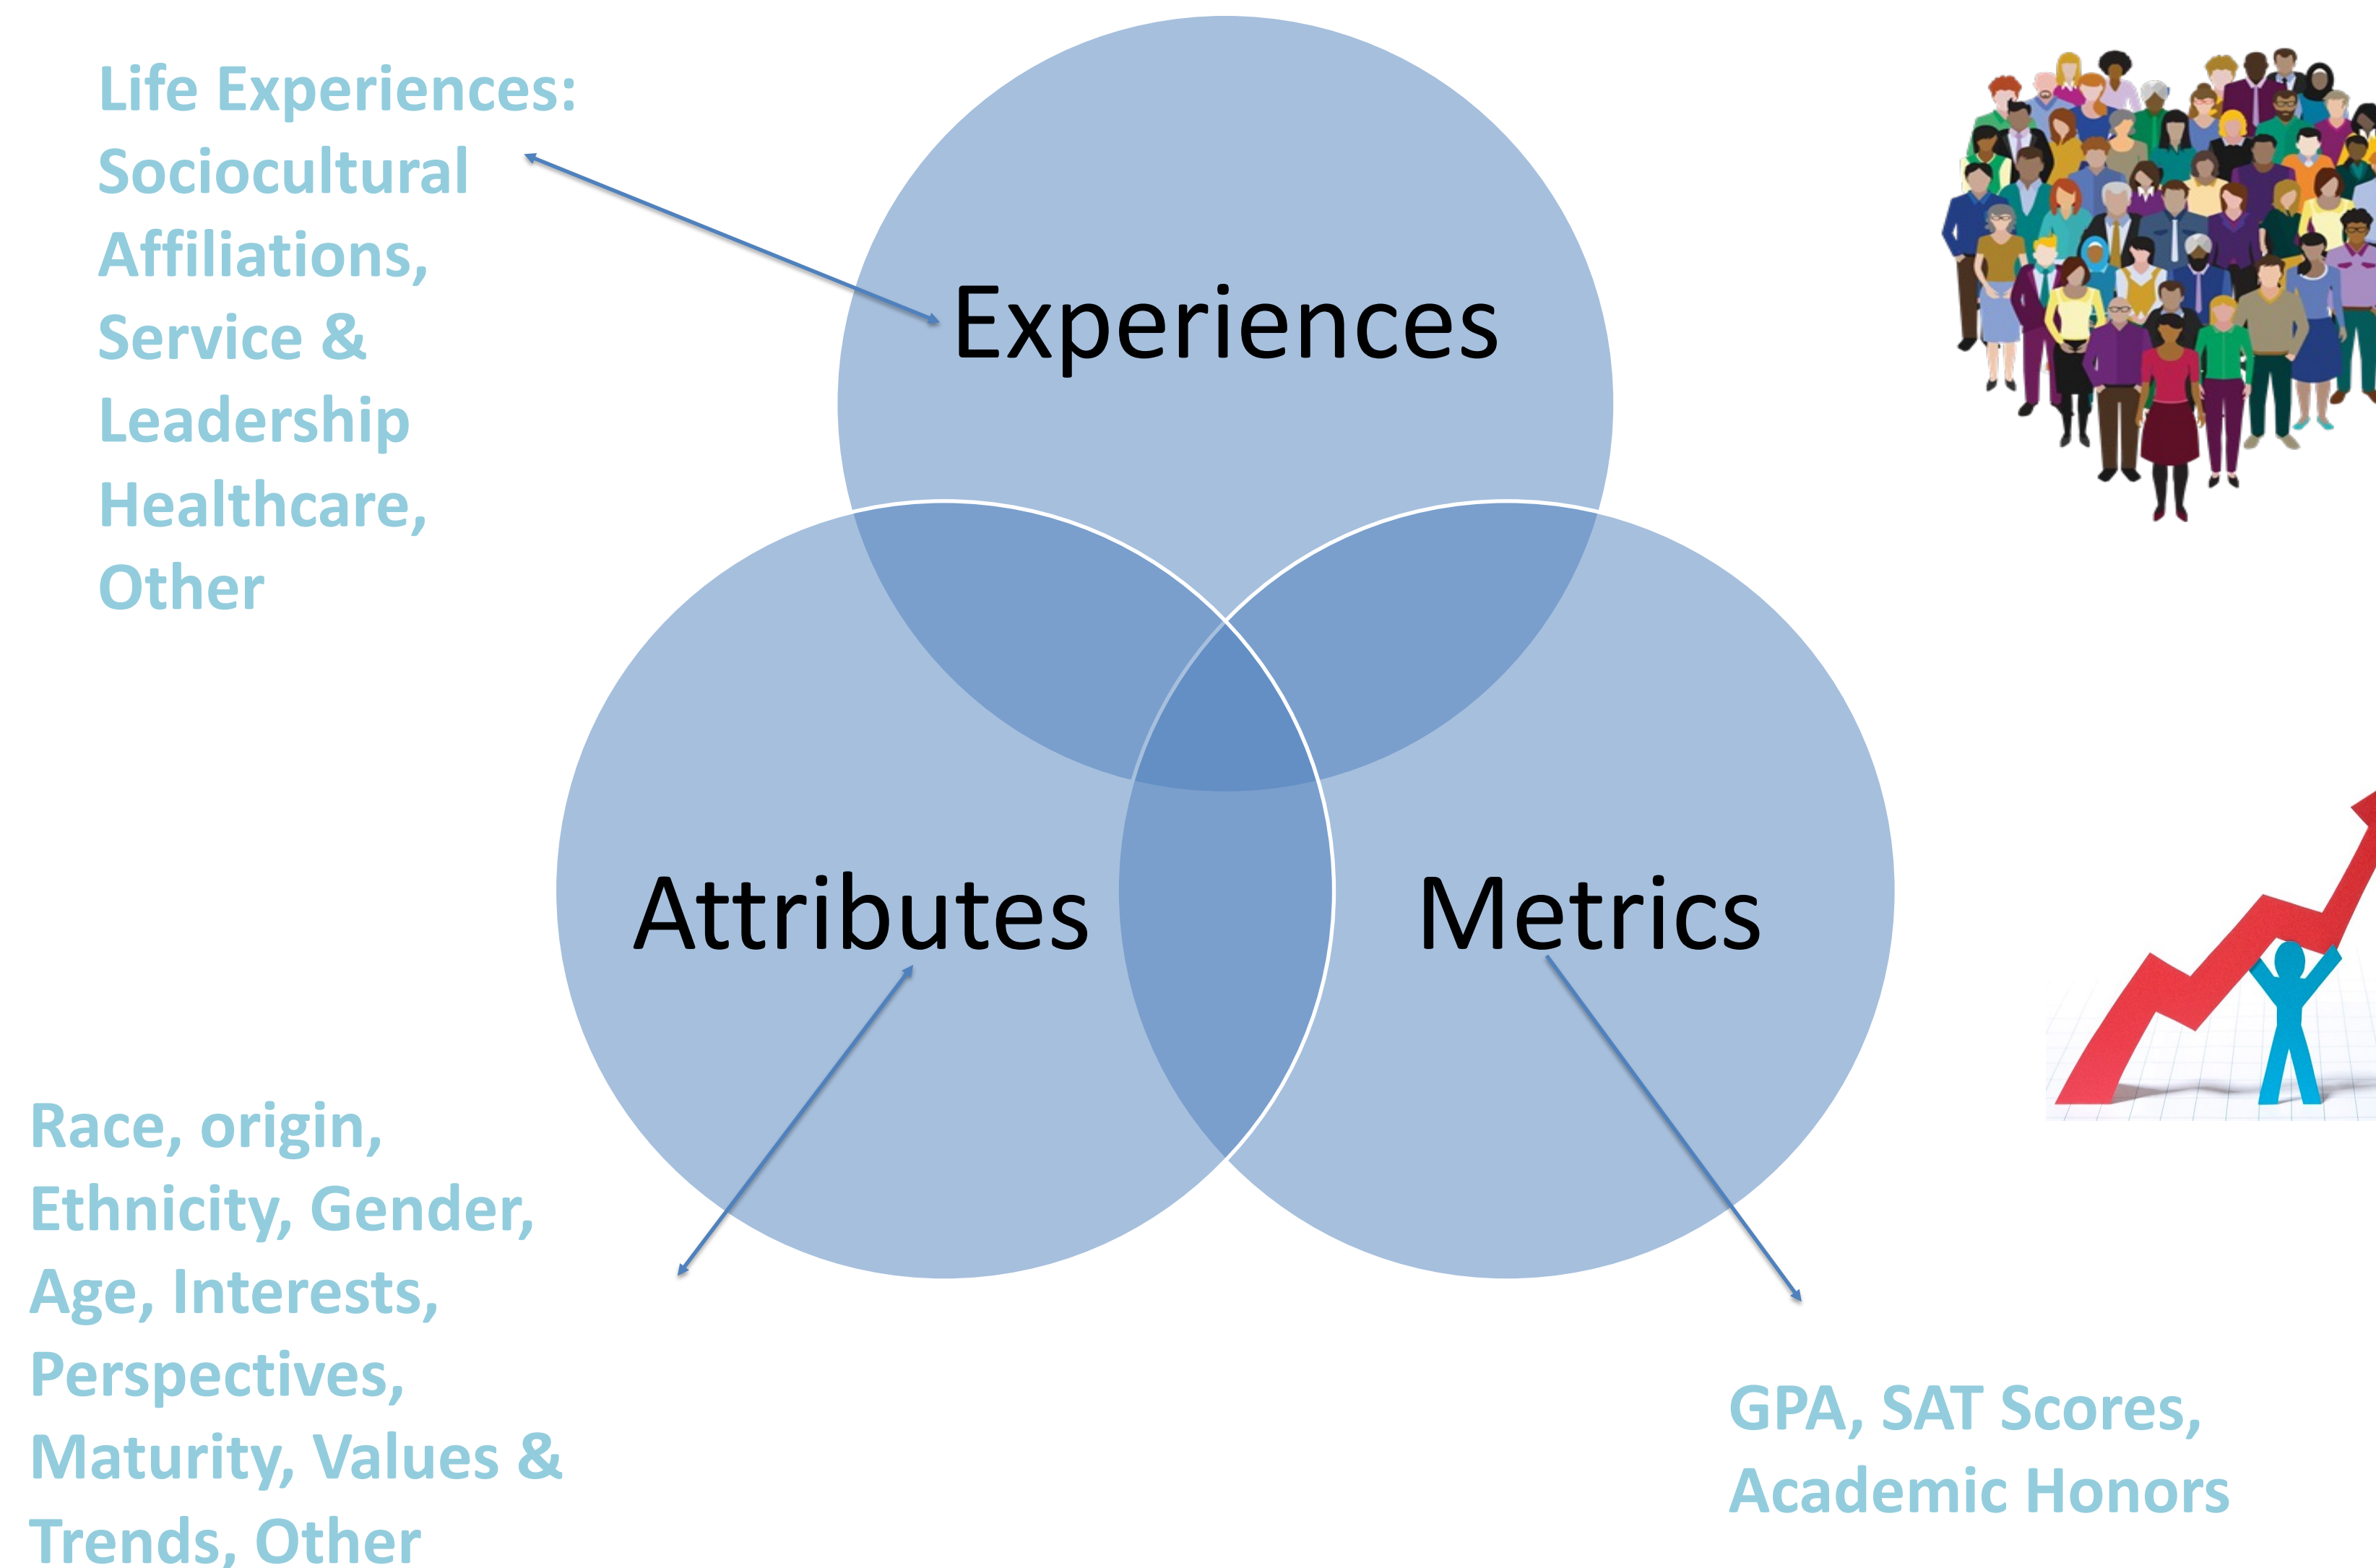 Life Experiences:
Sociocultural
Affiliations,
Service &
Leadership
Healthcare,
Other
Experiences
Attributes
Metrics
Race, origin,
Ethnicity, Gender,
Age, Interests,
Perspectives,
Maturity, Values &
Trends, Other
GPA, SAT Scores,
Academic Honors